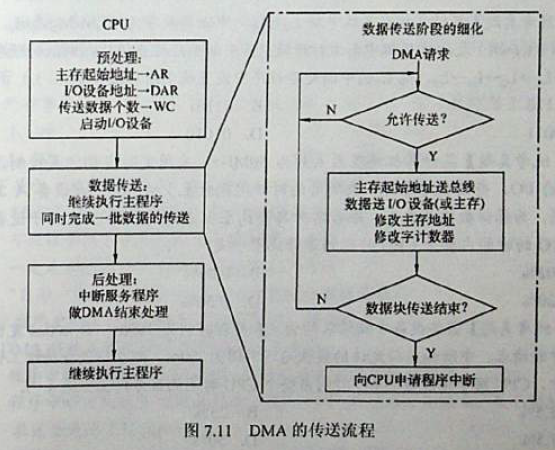 CPU
预处理:
主存起始地址→AR
I/O设备地址→DAR
传送数据个数→WC
启动I/O设备
数据传送:
继续执行主程序
同时完成一批数据的传送
后处理:
中断服务程序
做DMA结束处理
继续执行主程序
数据传送阶段的细化
DMA请求
N
允许传送?
Y
主存起始地址送总线
数据送I/O设备(或主存)
修改主存地址
修改字计数器
N
数据块传送结束?
Y
向CPU申请程序中断
图 7.11 DMA 的传送流程